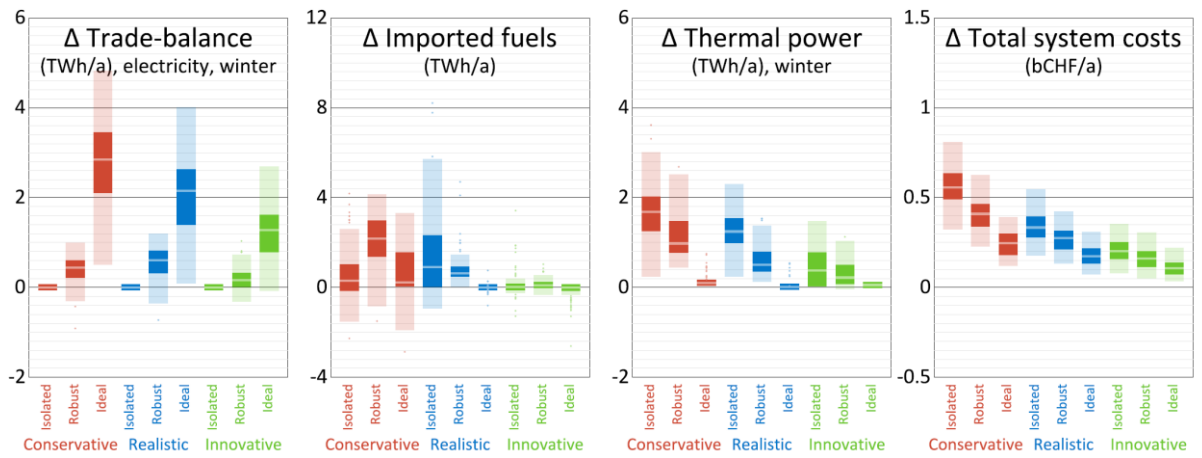 Δ Trade-balance
(TWh/a), electricity, winter
6
4
2
0
-2
Isolated
Robust
Ideal
Isolated
Robust
Ideal
Isolated
Robust
Ideal
Conservative Realistic Innovative
Δ Imported fuels
(TWh/a)
12
8
4
0
-4
Isolated
Robust
Ideal
Isolated
Robust
Ideal
Isolated
Robust
Ideal
Conservative Realistic Innovative
Δ Thermal power
(TWh/a), winter
6
4
2
0
-2
Isolated
Robust
Ideal
Isolated
Robust
Ideal
Isolated
Robust
Ideal
Conservative Realistic Innovative
Δ Total system costs
(bCHF/a)
1.5
1
0.5
0
-0.5
Isolated
Robust
Ideal
Isolated
Robust
Ideal
Isolated
Robust
Ideal
Conservative Realistic Innovative